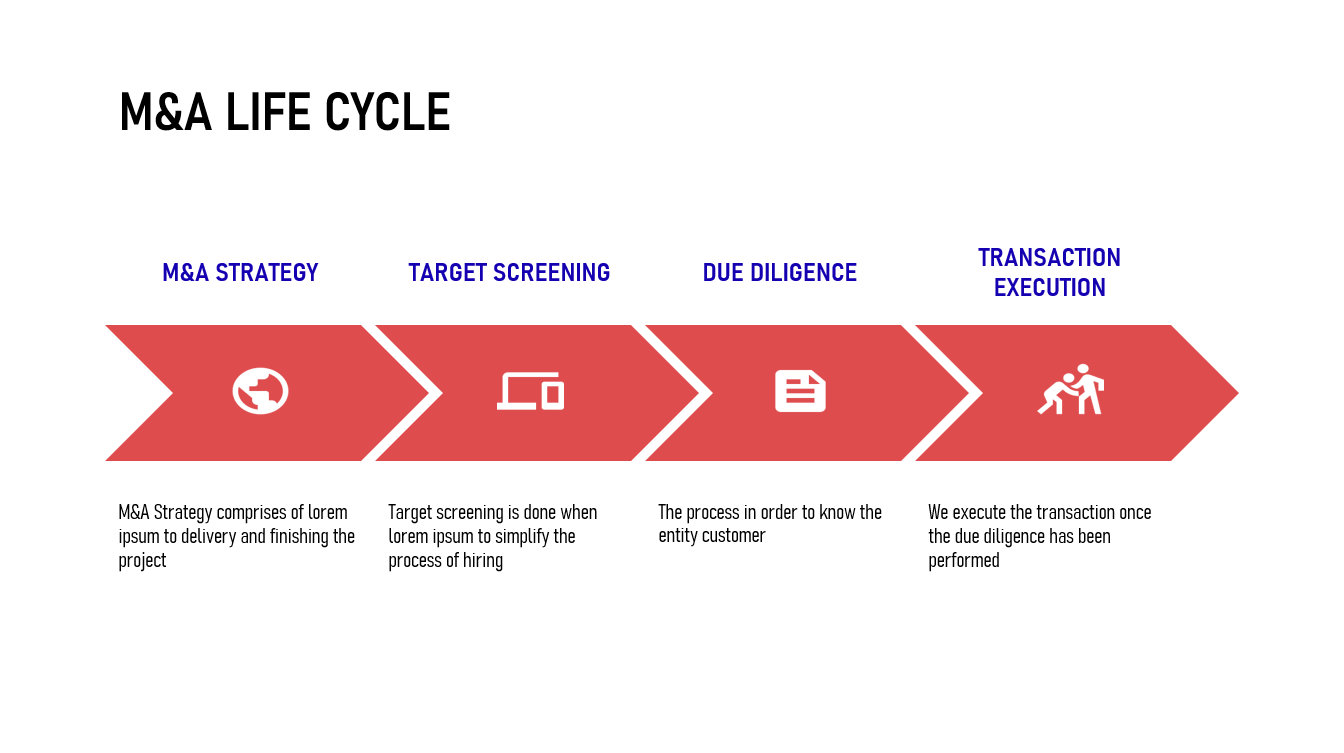 M&A LIFE CYCLE
M&A STRATEGY
TARGET SCREENING
DUE DILIGENCE
TRANSACTION
EXECUTION
M&A Strategy comprises of lorem
ipsum to delivery and finishing the
project
Target screening is done when
lorem ipsum to simplify the
process of hiring
The process in order to know the
entity customer
We execute the transaction once
the due diligence has been
performed